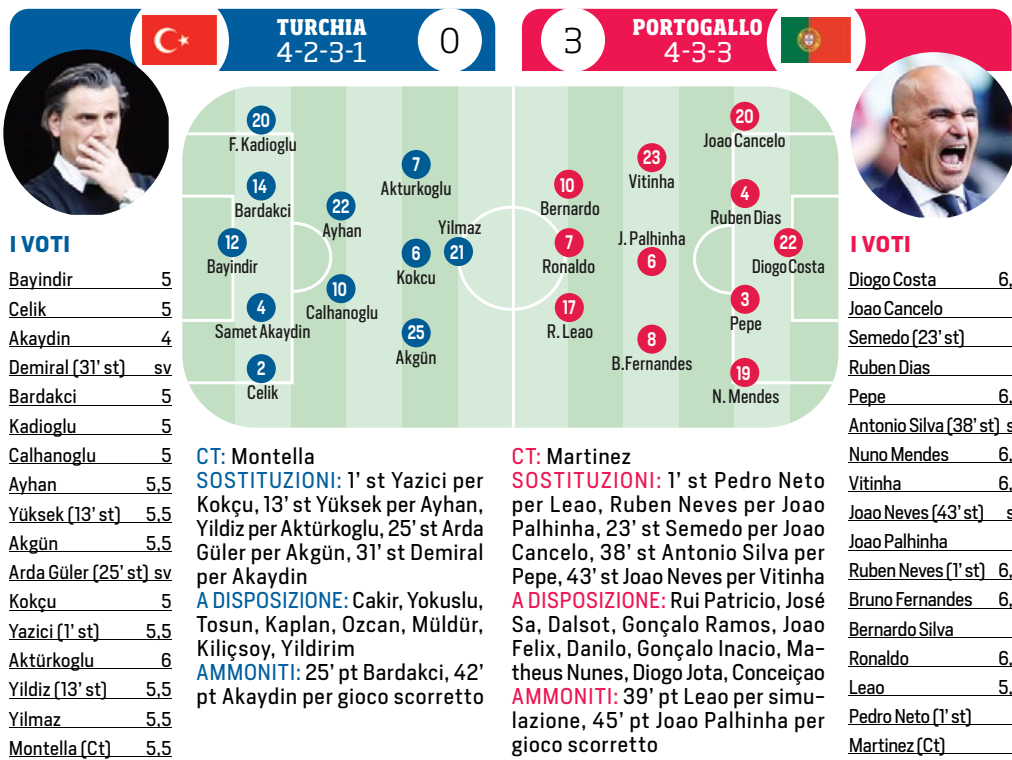 TURCHIA
4-2-3-1
0
3
PORTOGALLO
4-3-3
20
F. Kadioglu
14
Bardakci
12
Bayindir
4
Samet Akaydin
2
Celik
22
Ayhan
10
Calhanoglu
7
Akturkoglu
6
Kokcu
25
Akgün
Yilmaz
21
10
Bernardo
7
Ronaldo
17
R. Leao
23
Vitinha
J. Palhinha
6
8
B.Fernandes
20
Joao Cancelo
4
Ruben Dias
22
Diogo Costa
3
Pepe
19
N. Mendes
I VOTI
Bayindir 5
Celik 5
Akaydin 4
Demiral (31' st) sv
Bardakci 5
Kadioglu 5
Calhanoglu 5
Ayhan 5,5
Yüksek (13' st) 5,5
Akgün 5,5
Arda Güler (25' st) sv
Kokçu 5
Yazici (1' st) 5,5
Aktürkoglu 6
Yildiz (13' st) 5,5
Yilmaz 5,5
Montella (Ct) 5,5
CT: Montella
SOSTITUZIONI: 1' st Yazici per
Kokçu, 13' st Yüksek per Ayhan,
Yildiz per Aktürkoglu, 25' st Arda
Güler per Akgün, 31' st Demiral
per Akaydin
A DISPOSIZIONE: Cakir, Yokuslu,
Tosun, Kaplan, Ozcan, Müldür,
Kiliçsoy, Yildirim
AMMONITI: 25' pt Bardakci, 42'
pt Akaydin per gioco scorretto
CT: Martinez
SOSTITUZIONI: 1' st Pedro Neto
per Leao, Ruben Neves per Joao
Palhinha, 23' st Semedo per Joao
Cancelo, 38' st Antonio Silva per
Pepe, 43' st Joao Neves per Vitinha
A DISPOSIZIONE: Rui Patricio, José
Sa, Dalsot, Gonçalo Ramos, Joao
Felix, Danilo, Gonçalo Inacio, Ma-
theus Nunes, Diogo Jota, Conceiçao
AMMONITI: 39' pt Leao per simu-
lazione, 45' pt Joao Palhinha per
gioco scorretto
I VOTI
Diogo Costa 6,
Joao Cancelo
Semedo (23' st)
Ruben Dias
Pepe 6,
Antonio Silva (38' st) s
Nuno Mendes 6,
Vitinha 6,
Joao Neves (43' st) s
Joao Palhinha
Ruben Neves (1' st) 6,
Bruno Fernandes 6,
Bernardo Silva
Ronaldo 6,
Leao 5,
Pedro Neto (1' st)
Martinez (Ct)